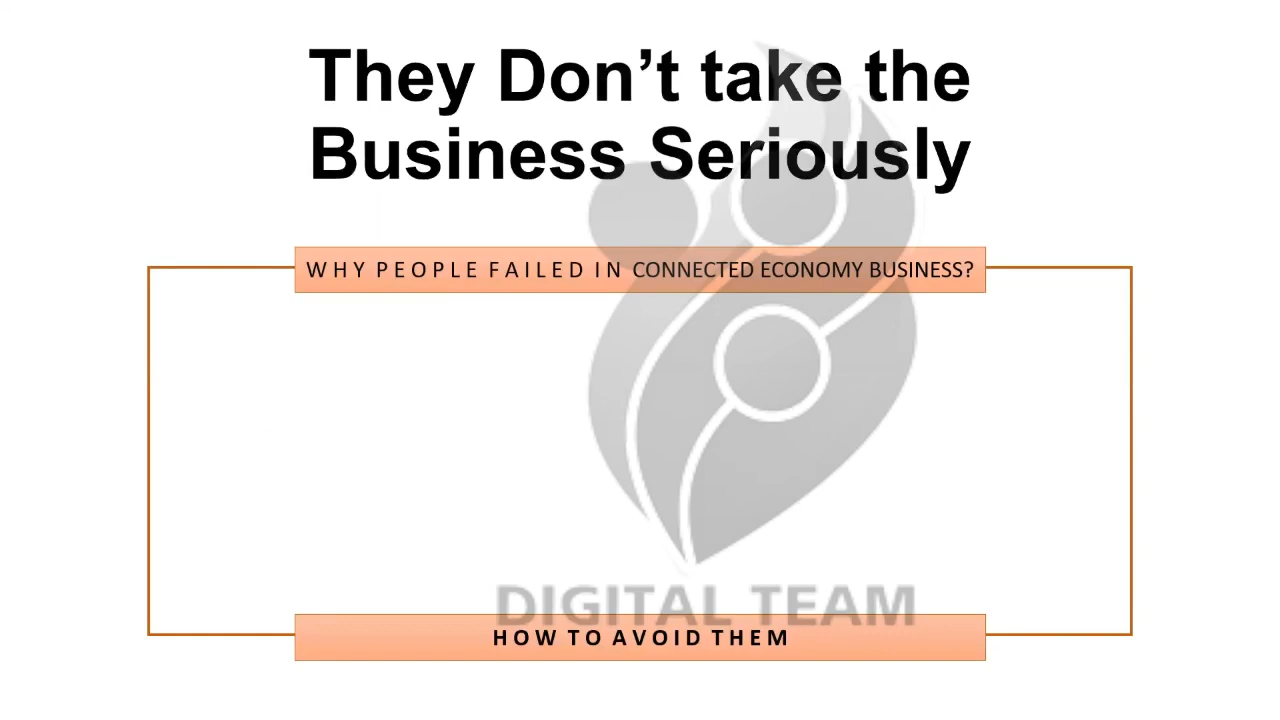 They Don’t take the
Business Seriously
WHY PEOPLE FAILED IN CONNECTED ECONOMY BUSINESS?
DIGITAL TEAM
HOW TO AVOID THEM